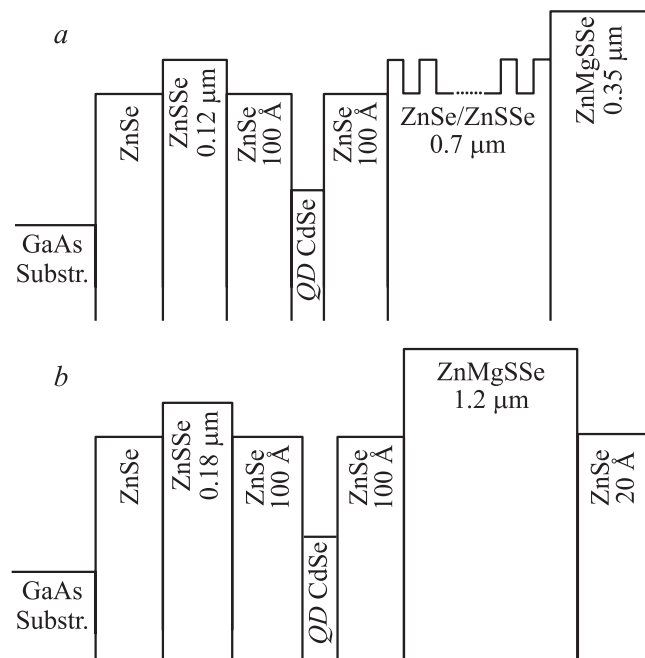 a
GaAs
Substr.
ZnSe
ZnSSe
0.12 μm
ZnSe
100 Å
QD CdSe
ZnSe
100 Å
ZnSe/ZnSSe
0.7 μm
ZnMgSSe
0.35 μm
b
GaAs
Substr.
ZnSe
ZnSSe
0.18 μm
ZnSe
100 Å
QD CdSe
ZnSe
100 Å
ZnMgSSe
1.2 μm
ZnSe
20 Å